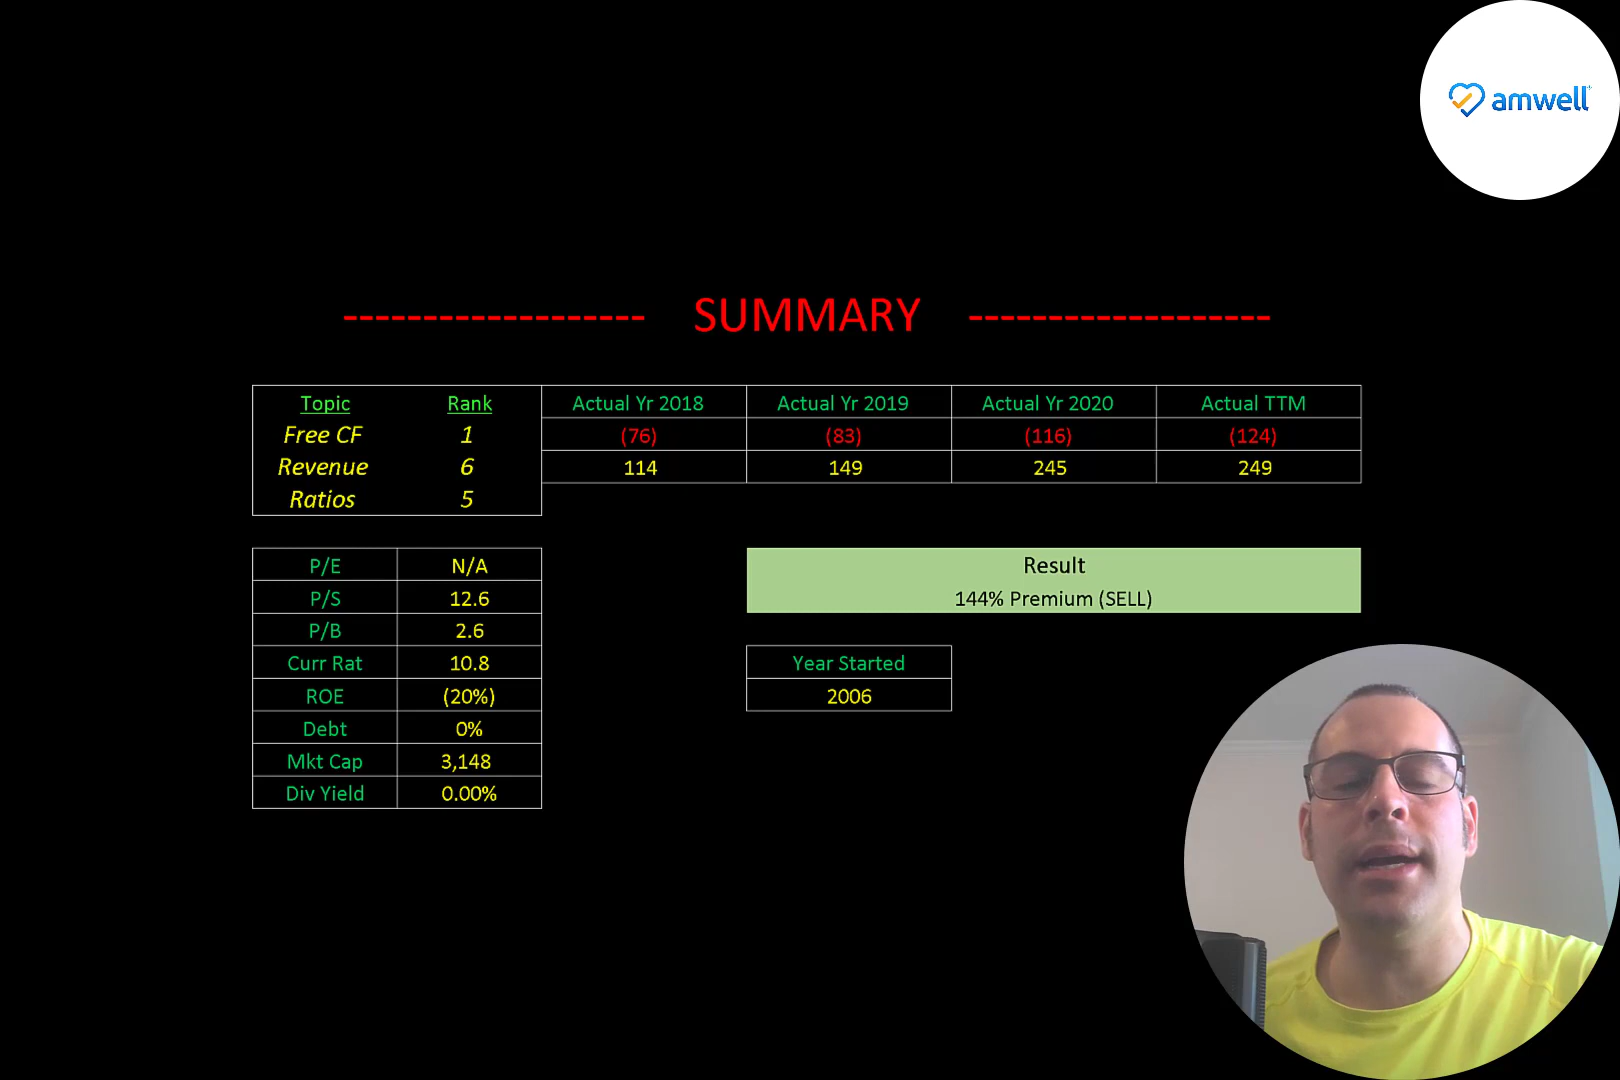 amwell
------------------- SUMMARY -------------------
Topic Rank Actual Yr 2018 Actual Yr 2019 Actual Yr 2020 Actual TTM
Free CF 1 (76) (83) (116) (124)
Revenue 6 114 149 245 249
Ratios 5
P/E N/A
P/S 12.6
P/B 2.6
Curr Rat 10.8
ROE (20%)
Debt 0%
Mkt Cap 3,148
Div Yield 0.00%
Result
144% Premium (SELL)
Year Started
2006